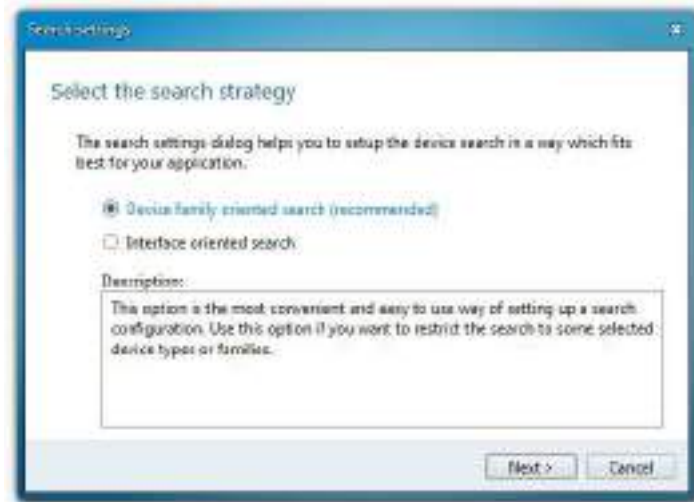 Search settings
Select the search strategy
The search settings dialog helps you to setup the device search in a way which fits
best for your application.
Device family oriented search (recommended)
Interface oriented search
Description:
This option is the most convenient and easy to use way of setting up a search
configuration. Use this option if you want to restrict the search to some selected
device types or families.
Next > Cancel